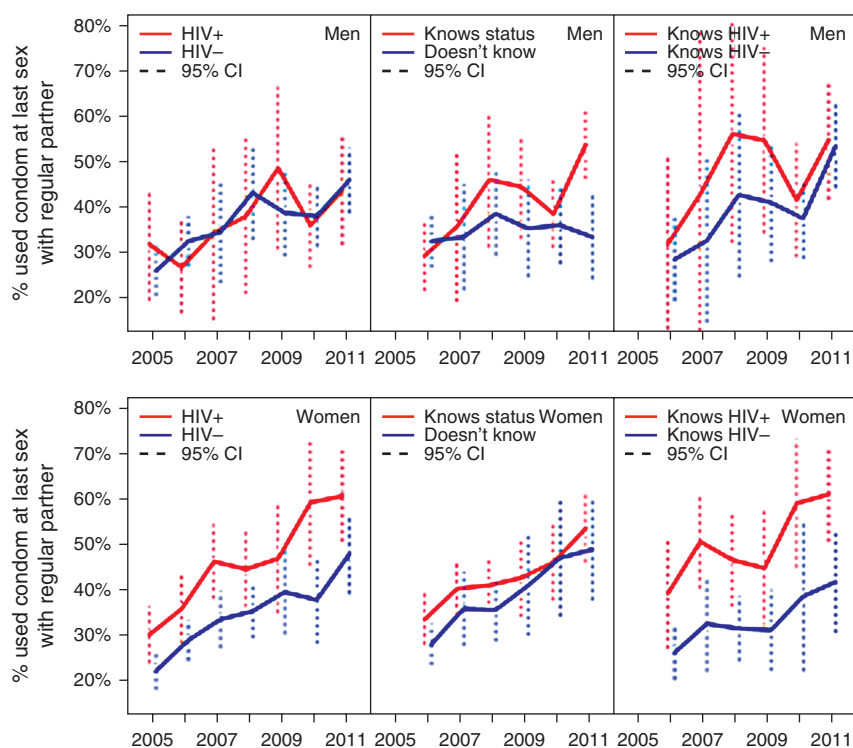 % used condom at last sex
with regular partner
80%
70%
60%
50%
40%
30%
20%
HIV+ Men
HIV–
95% CI
Knows status Men
Doesn't know
95% CI
Knows HIV+ Men
Knows HIV–
95% CI
2005 2007 2009 2011 2005 2007 2009 2011 2005 2007 2009 2011
% used condom at last sex
with regular partner
80%
70%
60%
50%
40%
30%
20%
HIV+ Women
HIV–
95% CI
Knows status Women
Doesn't know
95% CI
Knows HIV+ Women
Knows HIV–
95% CI
2005 2007 2009 2011 2005 2007 2009 2011 2005 2007 2009 2011